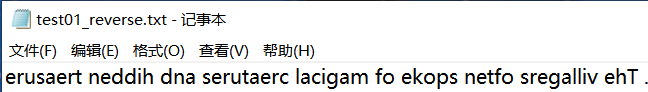 test01_reverse.txt - 记事本
文件(F) 编辑(E) 格式(O) 查看(V) 帮助(H)
erusaert neddih dna serutaerc lacigam fo ekops netfo sregalliv ehT .